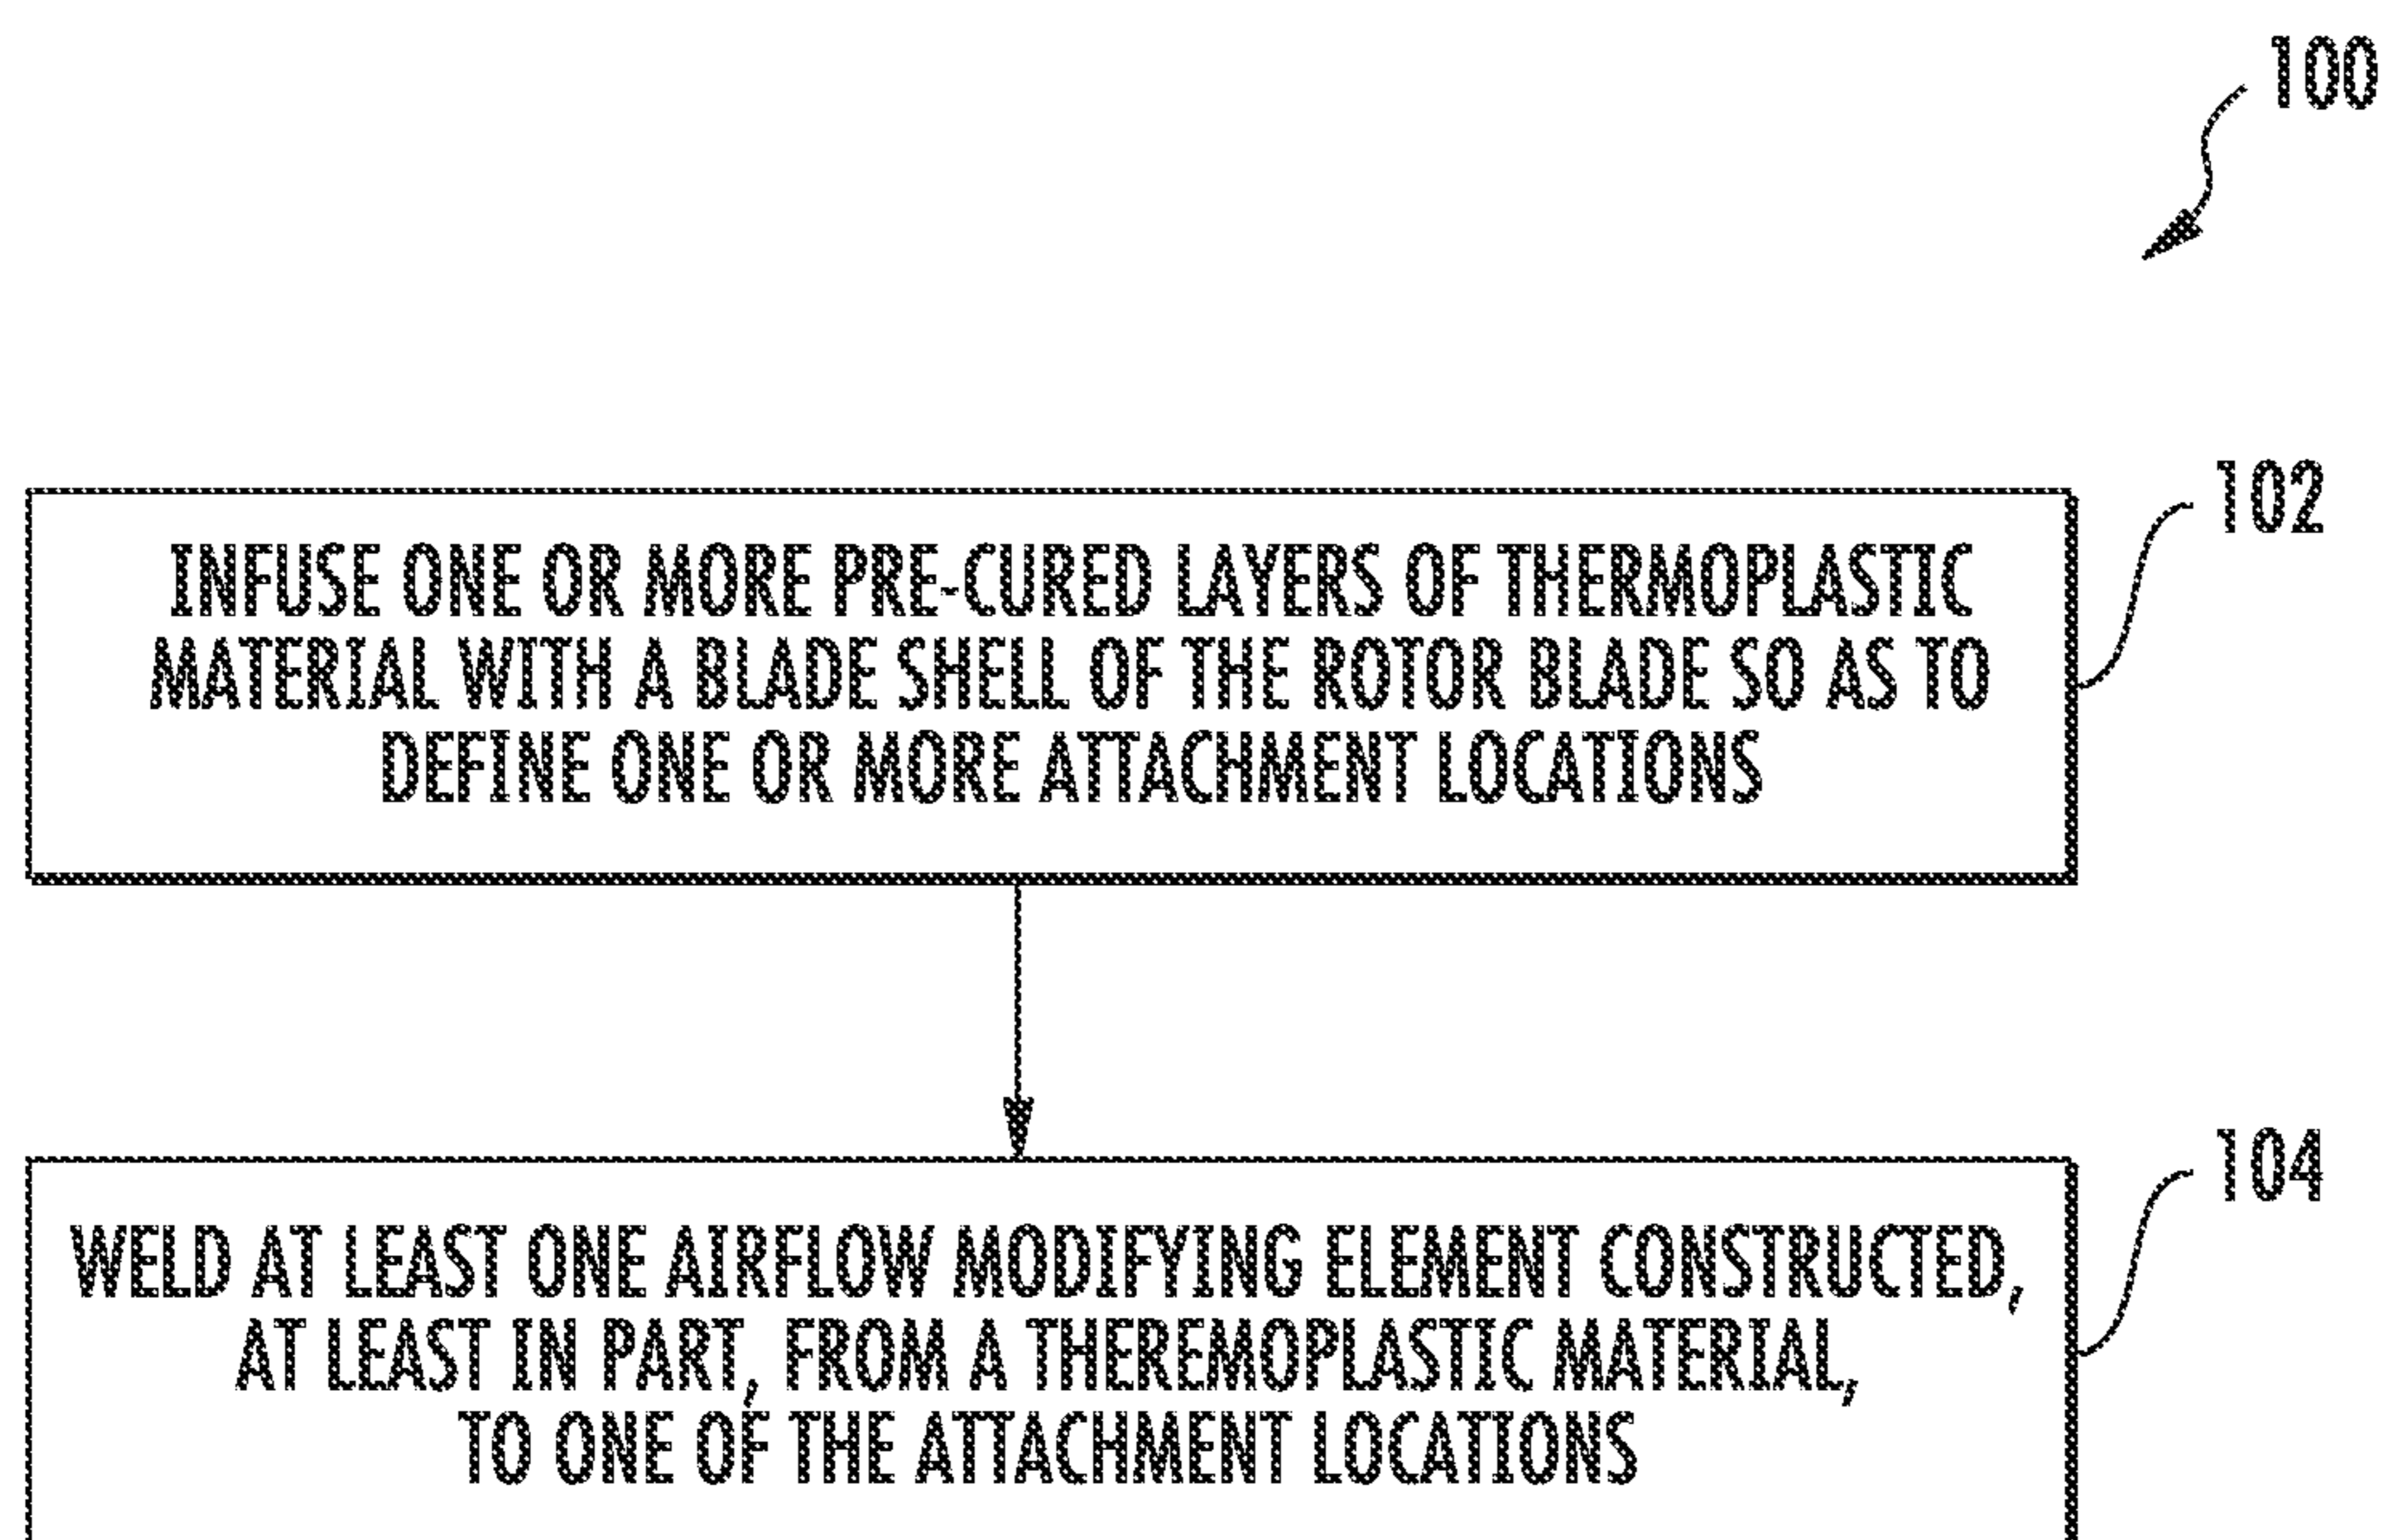 100
102
INFUSE ONE OR MORE PRE-CURED LAYERS OF THERMOPLASTIC
MATERIAL WITH A BLADE SHELL OF THE ROTOR BLADE SO AS TO
DEFINE ONE OR MORE ATTACHMENT LOCATIONS
104
WELD AT LEAST ONE AIRFLOW MODIFYING ELEMENT CONSTRUCTED,
AT LEAST IN PART, FROM A THEREMOPLASTIC MATERIAL,
TO ONE OF THE ATTACHMENT LOCATIONS